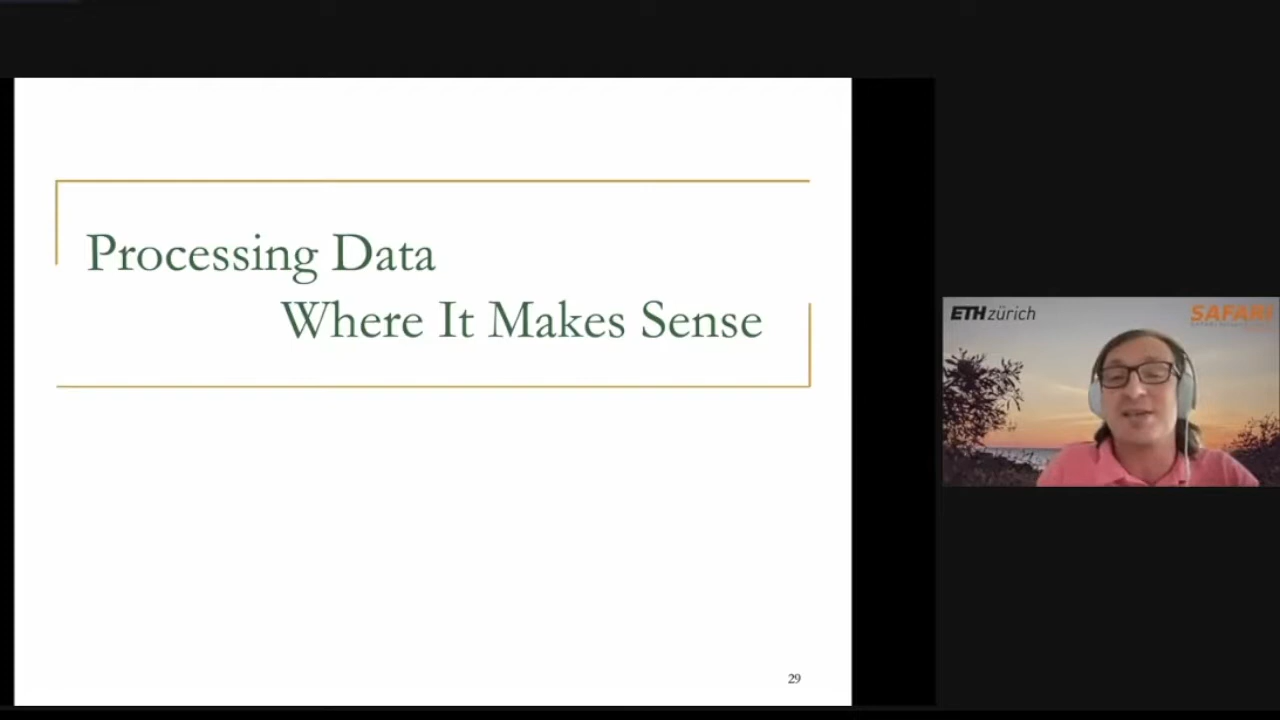 Processing Data
Where It Makes Sense
29
ETH zürich
SAFARI